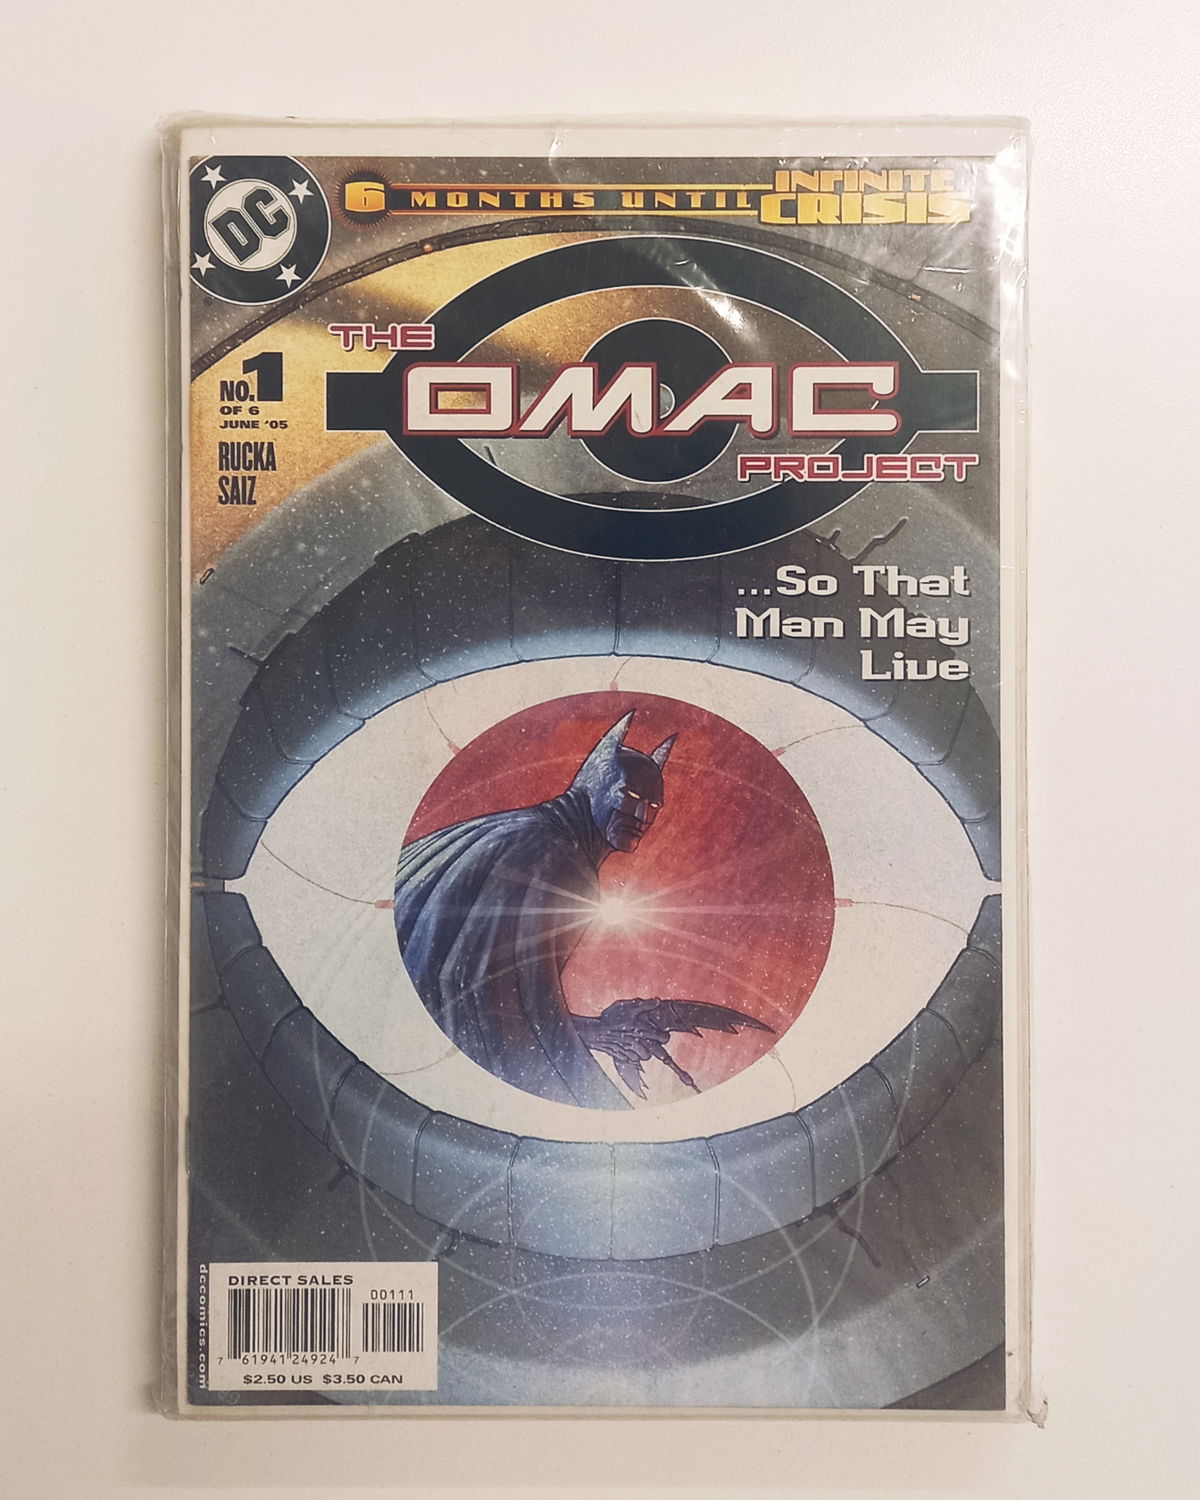 DC
6 MONTHS UNTIL INFINITE CRISIS
THE
OMAC
PROJECT
NO.1
OF 6
JUNE '05
RUCKA
SAIZ
...So That
Man May
Live
dccomics.com
DIRECT SALES
00111
7 61941 24924 7
$2.50 US $3.50 CAN